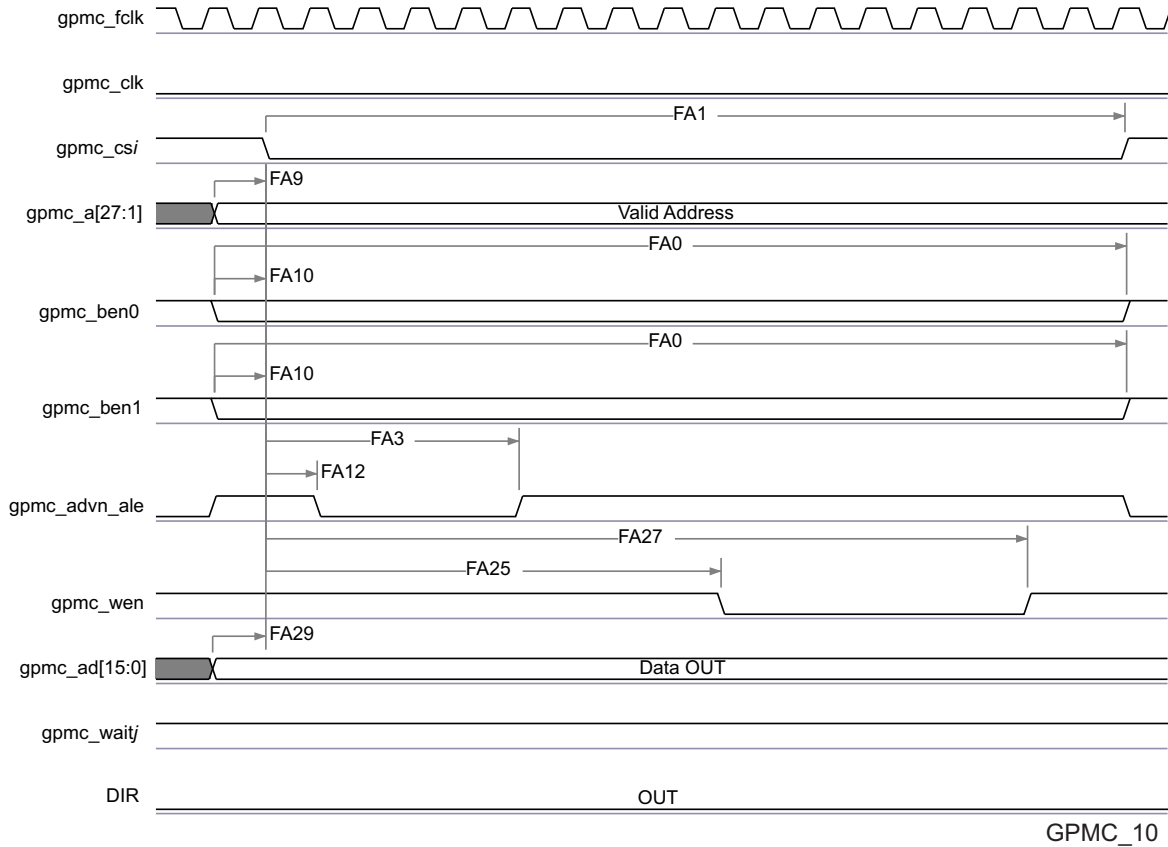 gpmc_fclk
gpmc_clk
FA1
gpmc_csi
FA9
gpmc_a[27:1] Valid Address
FA0
FA10
gpmc_ben0
FA0
FA10
gpmc_ben1
FA3
FA12
gpmc_advn_ale
FA27
FA25
gpmc_wen
FA29
gpmc_ad[15:0] Data OUT
gpmc_waitj
DIR OUT
GPMC_10